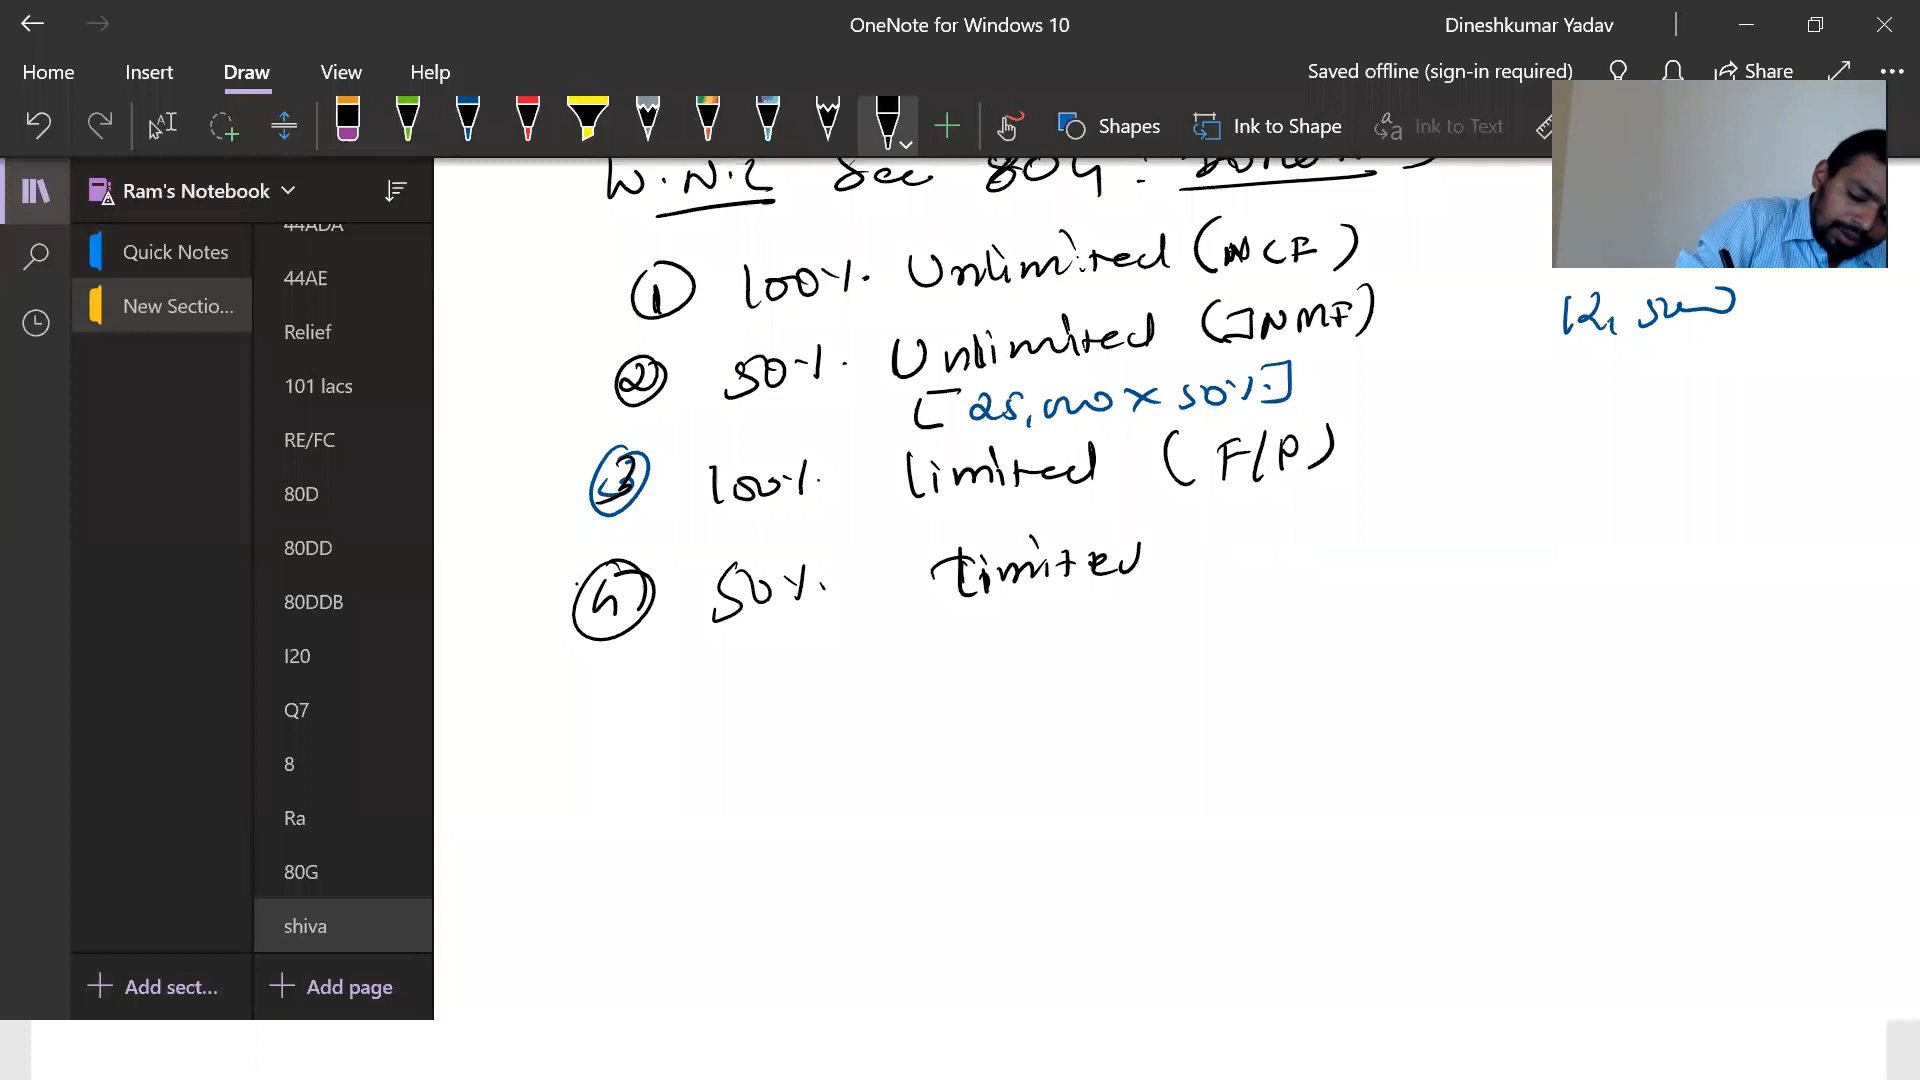 OneNote for Windows 10
Dineshkumar Yadav
Home Insert Draw View Help
Saved offline (sign-in required)
Share
Shapes
Ink to Shape
Ink to Text
Ram's Notebook
Quick Notes
New Sectio...
44ADA
44AE
Relief
101 lacs
RE/FC
80D
80DD
80DDB
I20
Q7
8
Ra
80G
shiva
Add sect...
Add page
W.N.2 Sec 80G :
① 100%. Unlimited (NCF)
12,500
② 50%. Unlimited (JNMF)
[25,000 × 50%]
③ 100%. limited (F/P)
④ 50%. Limited